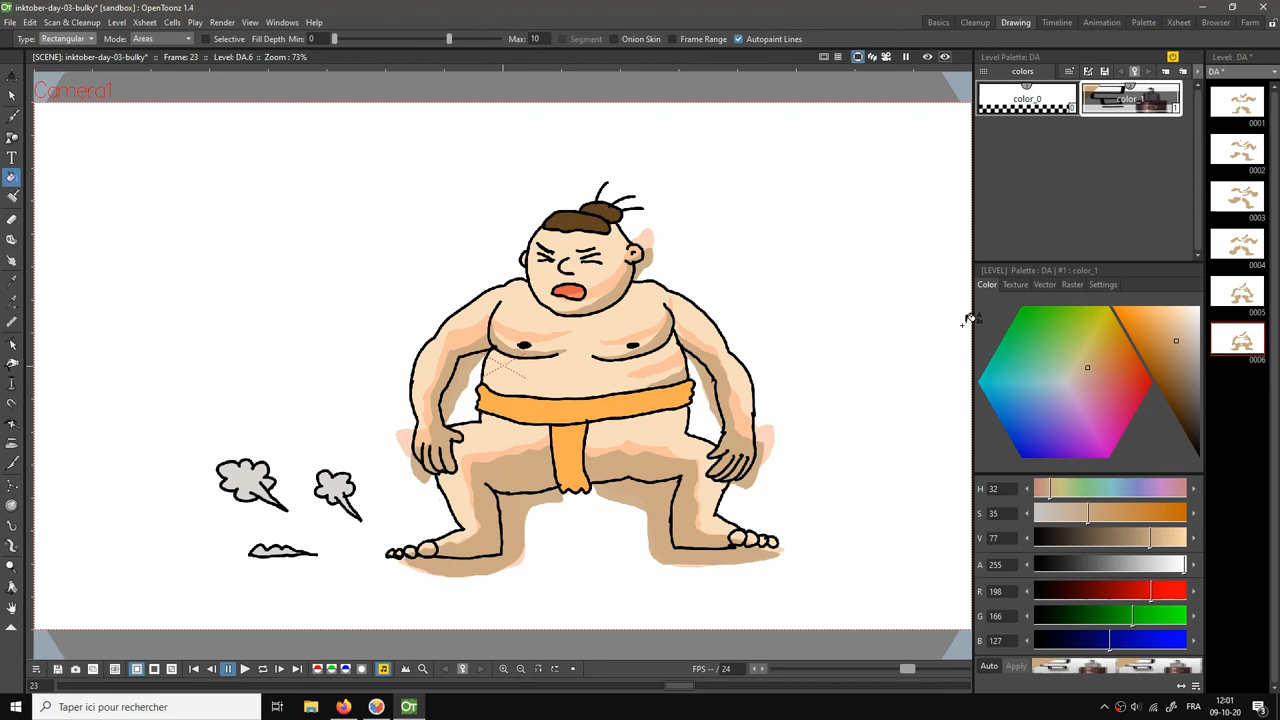 inktober-day-03-bulky* [sandbox] : OpenToonz 1.4
File Edit Scan & Cleanup Level Xsheet Cells Play Render View Windows Help
Basics Cleanup Drawing Timeline Animation Palette Xsheet Browser Farm
Type: Rectangular Mode: Areas Selective Fill Depth Min: 0 Max: 10 Segment Onion Skin Frame Range Autopaint Lines
[SCENE]: inktober-day-03-bulky* :: Frame: 23 :: Level: DA.6 :: Zoom : 73%
Level Palette: DA
Level: DA *
colors
DA *
Camera1
color_0
0
color_1
1
0001
0002
0003
0004
0005
0006
[LEVEL] Palette : DA | #1 : color_1
Color Texture Vector Raster Settings
H 32
S 35
V 77
A 255
R 198
G 166
B 127
Auto Apply
FPS -- / 24
23
Taper ici pour rechercher
OT
FRA
12:01
09-10-20
3